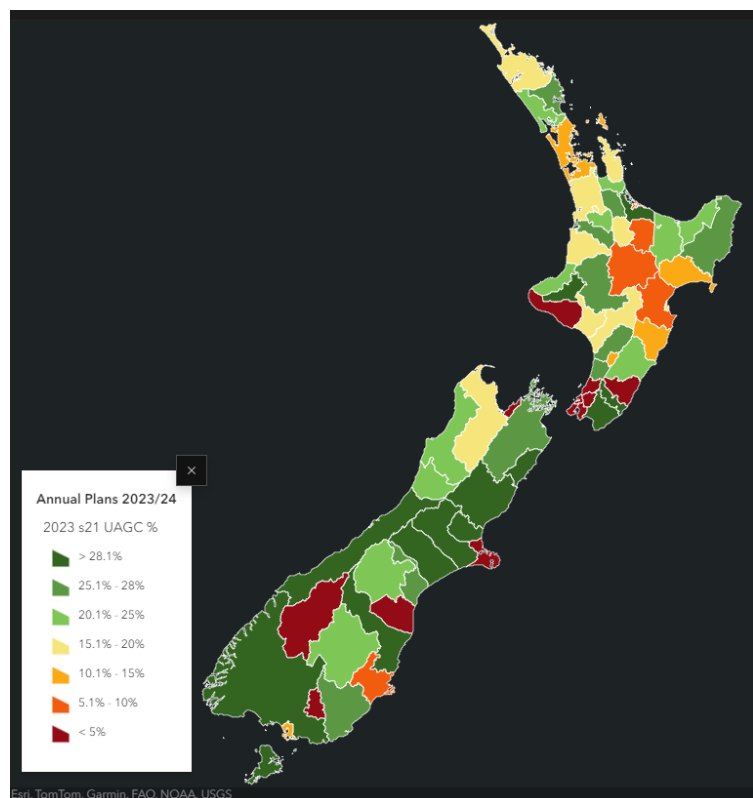 Annual Plans 2023/24
2023 s21 UAGC %
> 28.1%
25.1% - 28%
20.1% - 25%
15.1% - 20%
10.1% - 15%
5.1% - 10%
< 5%
Esri, TomTom, Garmin, FAO, NOAA, USGS